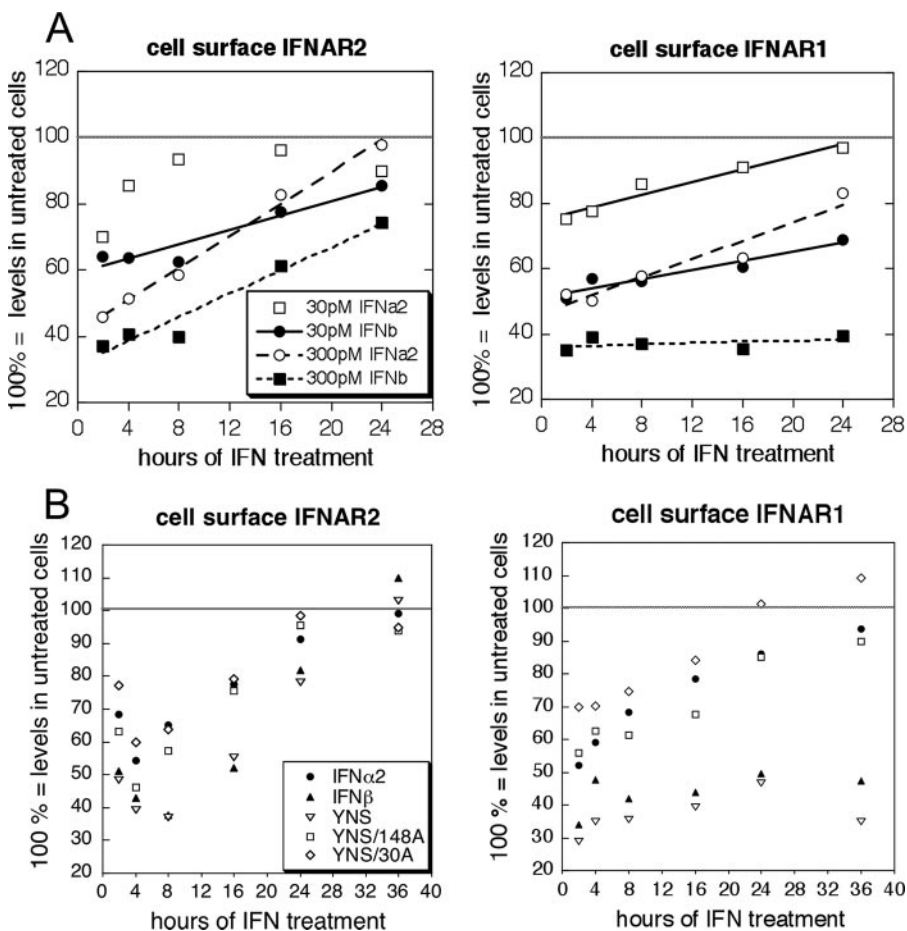 A
cell surface IFNAR2
100% = levels in untreated cells
120
100
80
60
40
20
0 4 8 12 16 20 24 28
hours of IFN treatment
30pM IFNa2
30pM IFNb
300pM IFNa2
300pM IFNb
cell surface IFNAR1
100% = levels in untreated cells
120
100
80
60
40
20
0 4 8 12 16 20 24 28
hours of IFN treatment
B
cell surface IFNAR2
100 % = levels in untreated cells
120
110
100
90
80
70
60
50
40
30
20
0 4 8 12 16 20 24 28 32 36 40
hours of IFN treatment
IFNα2
IFNβ
YNS
YNS/148A
YNS/30A
cell surface IFNAR1
100 % = levels in untreated cells
120
110
100
90
80
70
60
50
40
30
20
0 4 8 12 16 20 24 28 32 36 40
hours of IFN treatment